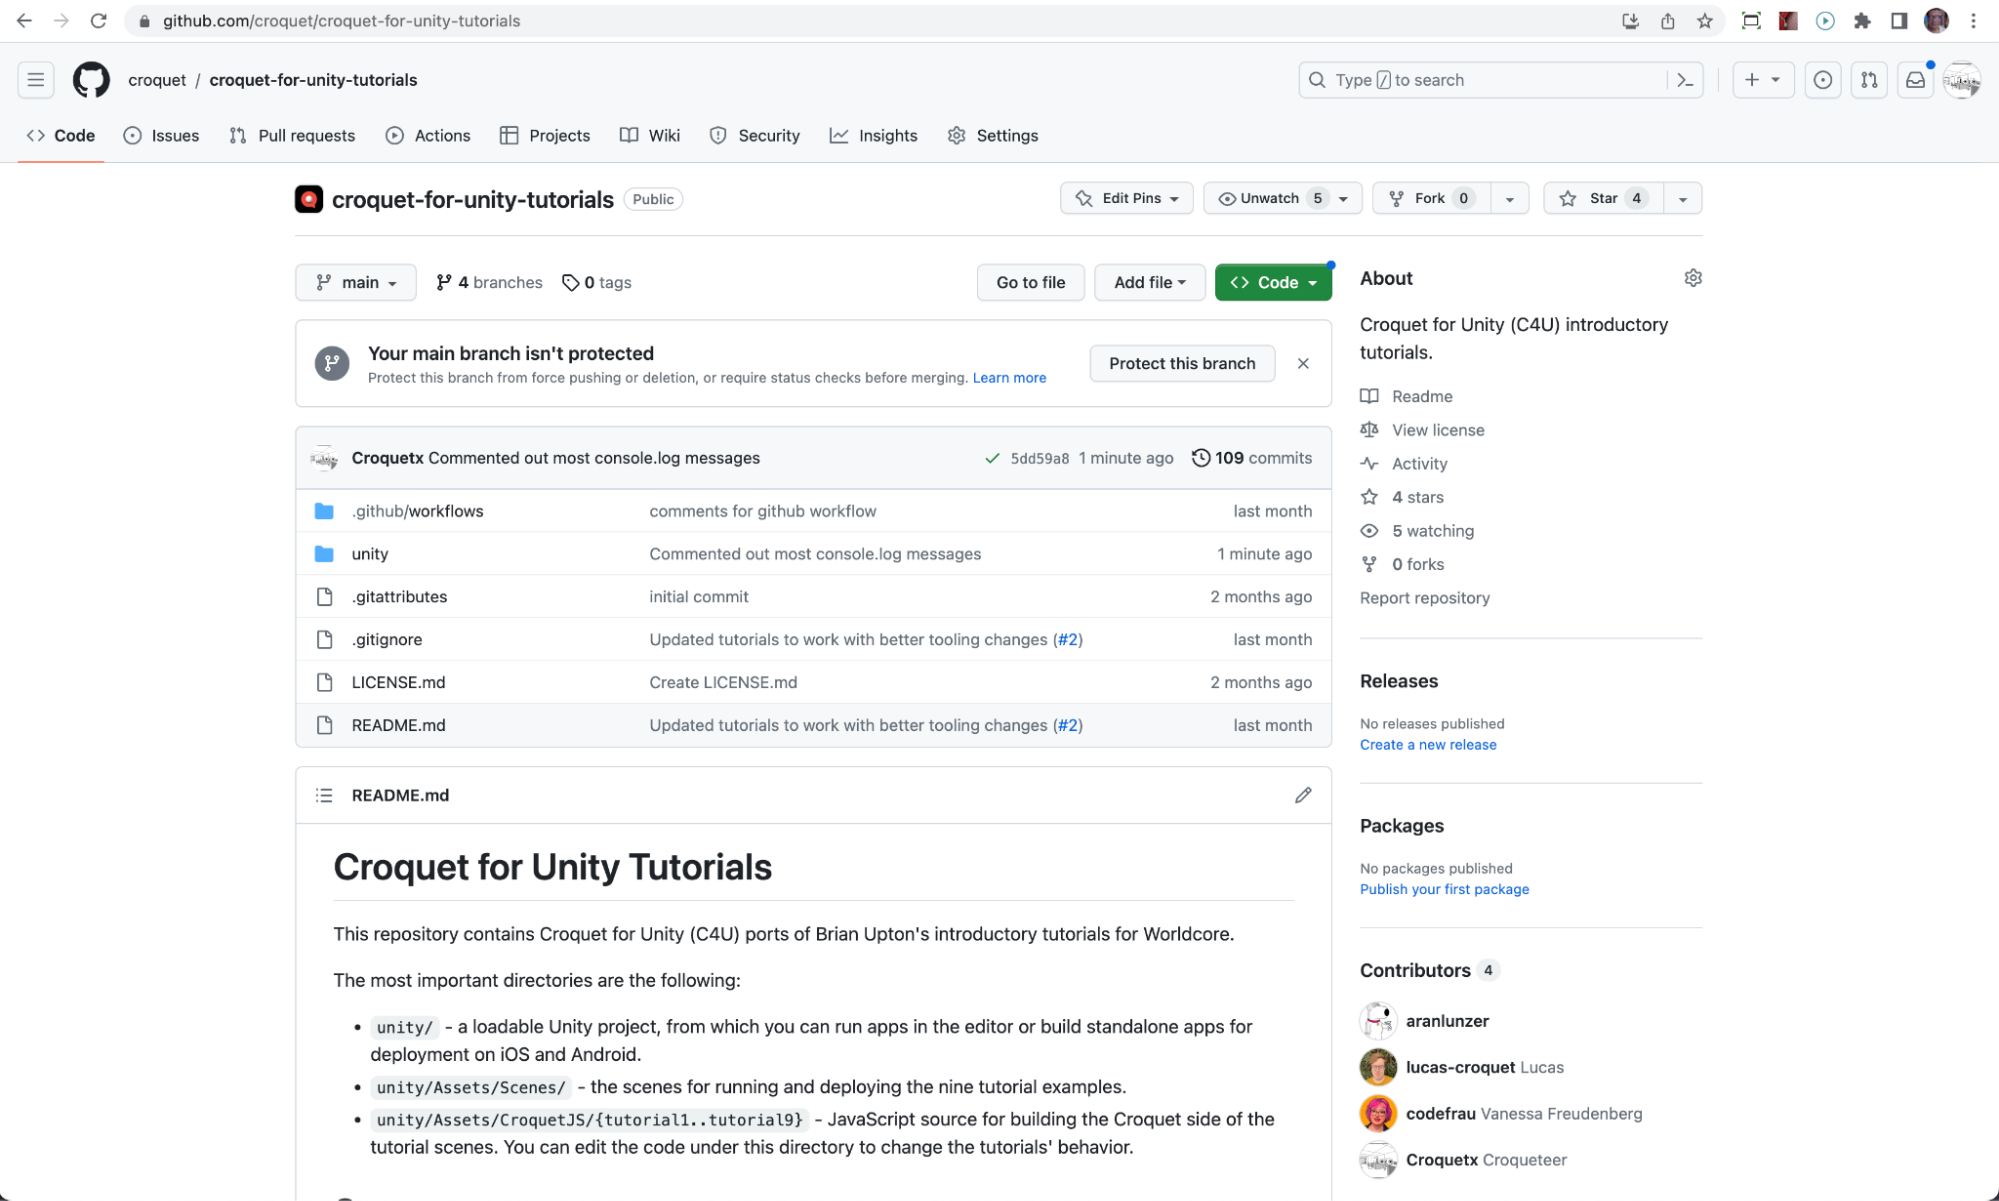 github.com/croquet/croquet-for-unity-tutorials
croquet / croquet-for-unity-tutorials
Type / to search
Code Issues Pull requests Actions Projects Wiki Security Insights Settings
croquet-for-unity-tutorials Public
Edit Pins Unwatch 5 Fork 0 Star 4
main 4 branches 0 tags Go to file Add file Code
Your main branch isn't protected
Protect this branch from force pushing or deletion, or require status checks before merging. Learn more
Protect this branch
Croquetx Commented out most console.log messages 5dd59a8 1 minute ago 109 commits
.github/workflows comments for github workflow last month
unity Commented out most console.log messages 1 minute ago
.gitattributes initial commit 2 months ago
.gitignore Updated tutorials to work with better tooling changes (#2) last month
LICENSE.md Create LICENSE.md 2 months ago
README.md Updated tutorials to work with better tooling changes (#2) last month
README.md
Croquet for Unity Tutorials
This repository contains Croquet for Unity (C4U) ports of Brian Upton's introductory tutorials for Worldcore.
The most important directories are the following:
• unity/ - a loadable Unity project, from which you can run apps in the editor or build standalone apps for
deployment on iOS and Android.
• unity/Assets/Scenes/ - the scenes for running and deploying the nine tutorial examples.
• unity/Assets/CroquetJS/{tutorial1..tutorial9} - JavaScript source for building the Croquet side of the
tutorial scenes. You can edit the code under this directory to change the tutorials' behavior.
About
Croquet for Unity (C4U) introductory
tutorials.
Readme
View license
Activity
4 stars
5 watching
0 forks
Report repository
Releases
No releases published
Create a new release
Packages
No packages published
Publish your first package
Contributors 4
aranlunzer
lucas-croquet Lucas
codefrau Vanessa Freudenberg
Croquetx Croqueteer